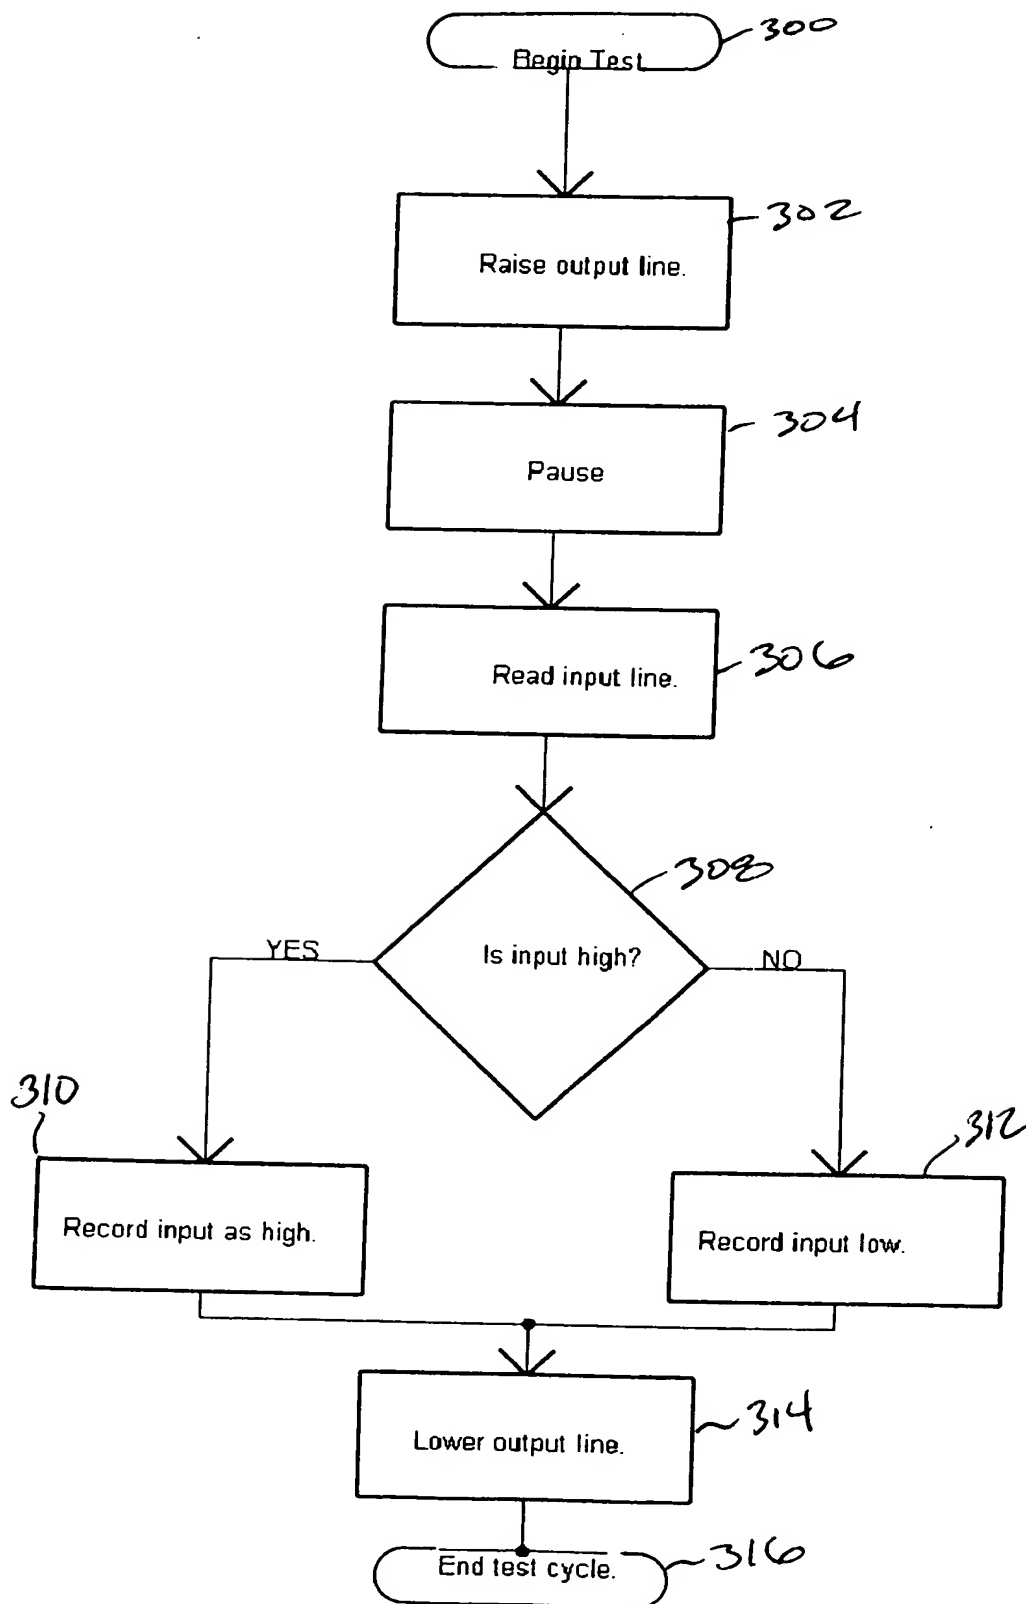 300
Begin Test
302
Raise output line.
304
Pause
306
Read input line.
308
Is input high?
YES
NO
310
312
Record input as high.
Record input low.
314
Lower output line.
316
End test cycle.